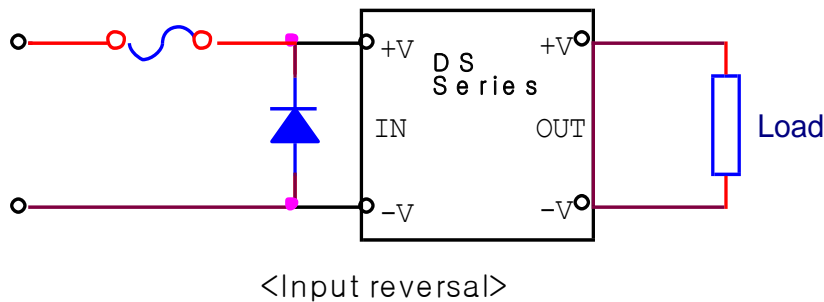 +V
+V
DS
Series
IN
OUT
Load
-V
-V
<Input reversal>